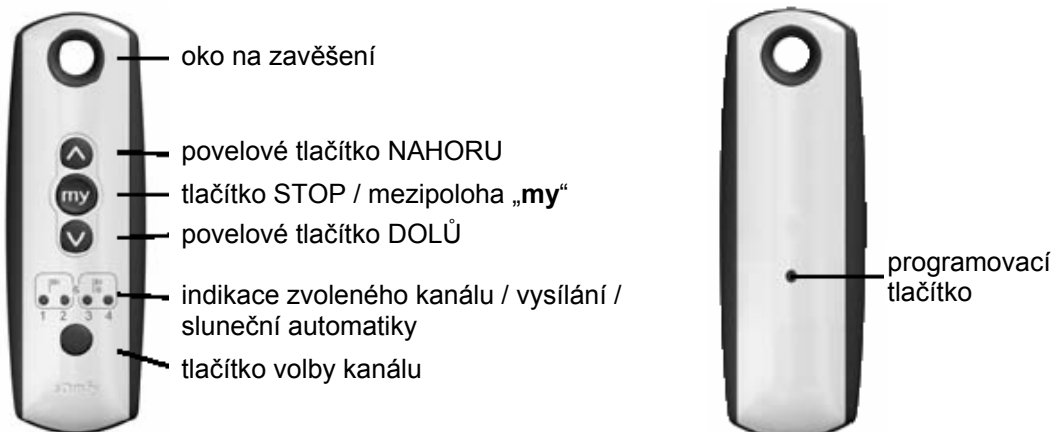 oko na zavěšení
povelové tlačítko NAHORU
my
tlačítko STOP / mezipoloha „my“
povelové tlačítko DOLŮ
indikace zvoleného kanálu / vysílání /
sluneční automatiky
1 2 3 4
tlačítko volby kanálu
programovací
tlačítko